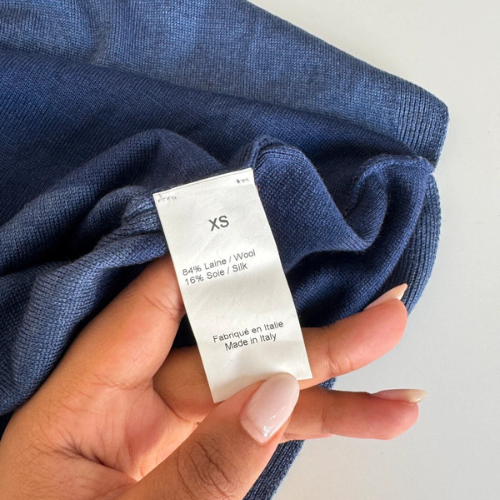 XS
84% Laine / Wool
16% Soie / Silk
Fabriqué en Italie
Made in Italy